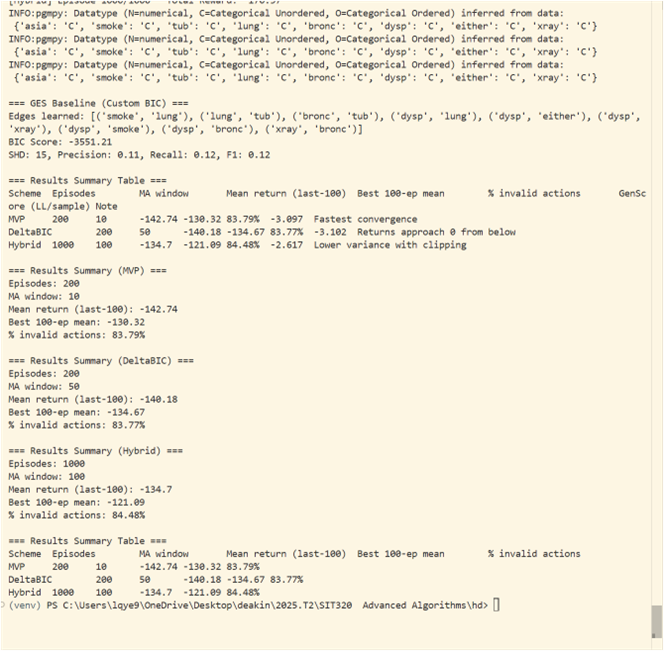 [Hybrid] Episode 1000/1000 Total Reward: -170.57
INFO:pgmpy: Datatype (N=numerical, C=Categorical Unordered, O=Categorical Ordered) inferred from data:
{'asia': 'C', 'smoke': 'C', 'tub': 'C', 'lung': 'C', 'bronc': 'C', 'dysp': 'C', 'either': 'C', 'xray': 'C'}
INFO:pgmpy: Datatype (N=numerical, C=Categorical Unordered, O=Categorical Ordered) inferred from data:
{'asia': 'C', 'smoke': 'C', 'tub': 'C', 'lung': 'C', 'bronc': 'C', 'dysp': 'C', 'either': 'C', 'xray': 'C'}
INFO:pgmpy: Datatype (N=numerical, C=Categorical Unordered, O=Categorical Ordered) inferred from data:
{'asia': 'C', 'smoke': 'C', 'tub': 'C', 'lung': 'C', 'bronc': 'C', 'dysp': 'C', 'either': 'C', 'xray': 'C'}
=== GES Baseline (Custom BIC) ===
Edges learned: [('smoke', 'lung'), ('lung', 'tub'), ('bronc', 'tub'), ('dysp', 'lung'), ('dysp', 'either'), ('dysp',
'xray'), ('dysp', 'smoke'), ('dysp', 'bronc'), ('xray', 'bronc')]
BIC Score: -3551.21
SHD: 15, Precision: 0.11, Recall: 0.12, F1: 0.12
=== Results Summary Table ===
Scheme Episodes MA window Mean return (last-100) Best 100-ep mean % invalid actions GenSc
ore (LL/sample) Note
MVP 200 10 -142.74 -130.32 83.79% -3.097 Fastest convergence
DeltaBIC 200 50 -140.18 -134.67 83.77% -3.102 Returns approach 0 from below
Hybrid 1000 100 -134.7 -121.09 84.48% -2.617 Lower variance with clipping
=== Results Summary (MVP) ===
Episodes: 200
MA window: 10
Mean return (last-100): -142.74
Best 100-ep mean: -130.32
% invalid actions: 83.79%
=== Results Summary (DeltaBIC) ===
Episodes: 200
MA window: 50
Mean return (last-100): -140.18
Best 100-ep mean: -134.67
% invalid actions: 83.77%
=== Results Summary (Hybrid) ===
Episodes: 1000
MA window: 100
Mean return (last-100): -134.7
Best 100-ep mean: -121.09
% invalid actions: 84.48%
=== Results Summary Table ===
Scheme Episodes MA window Mean return (last-100) Best 100-ep mean % invalid actions
MVP 200 10 -142.74 -130.32 83.79%
DeltaBIC 200 50 -140.18 -134.67 83.77%
Hybrid 1000 100 -134.7 -121.09 84.48%
(venv) PS C:\Users\lqye9\OneDrive\Desktop\deakin\2025.T2\SIT320 Advanced Algorithms\hd>